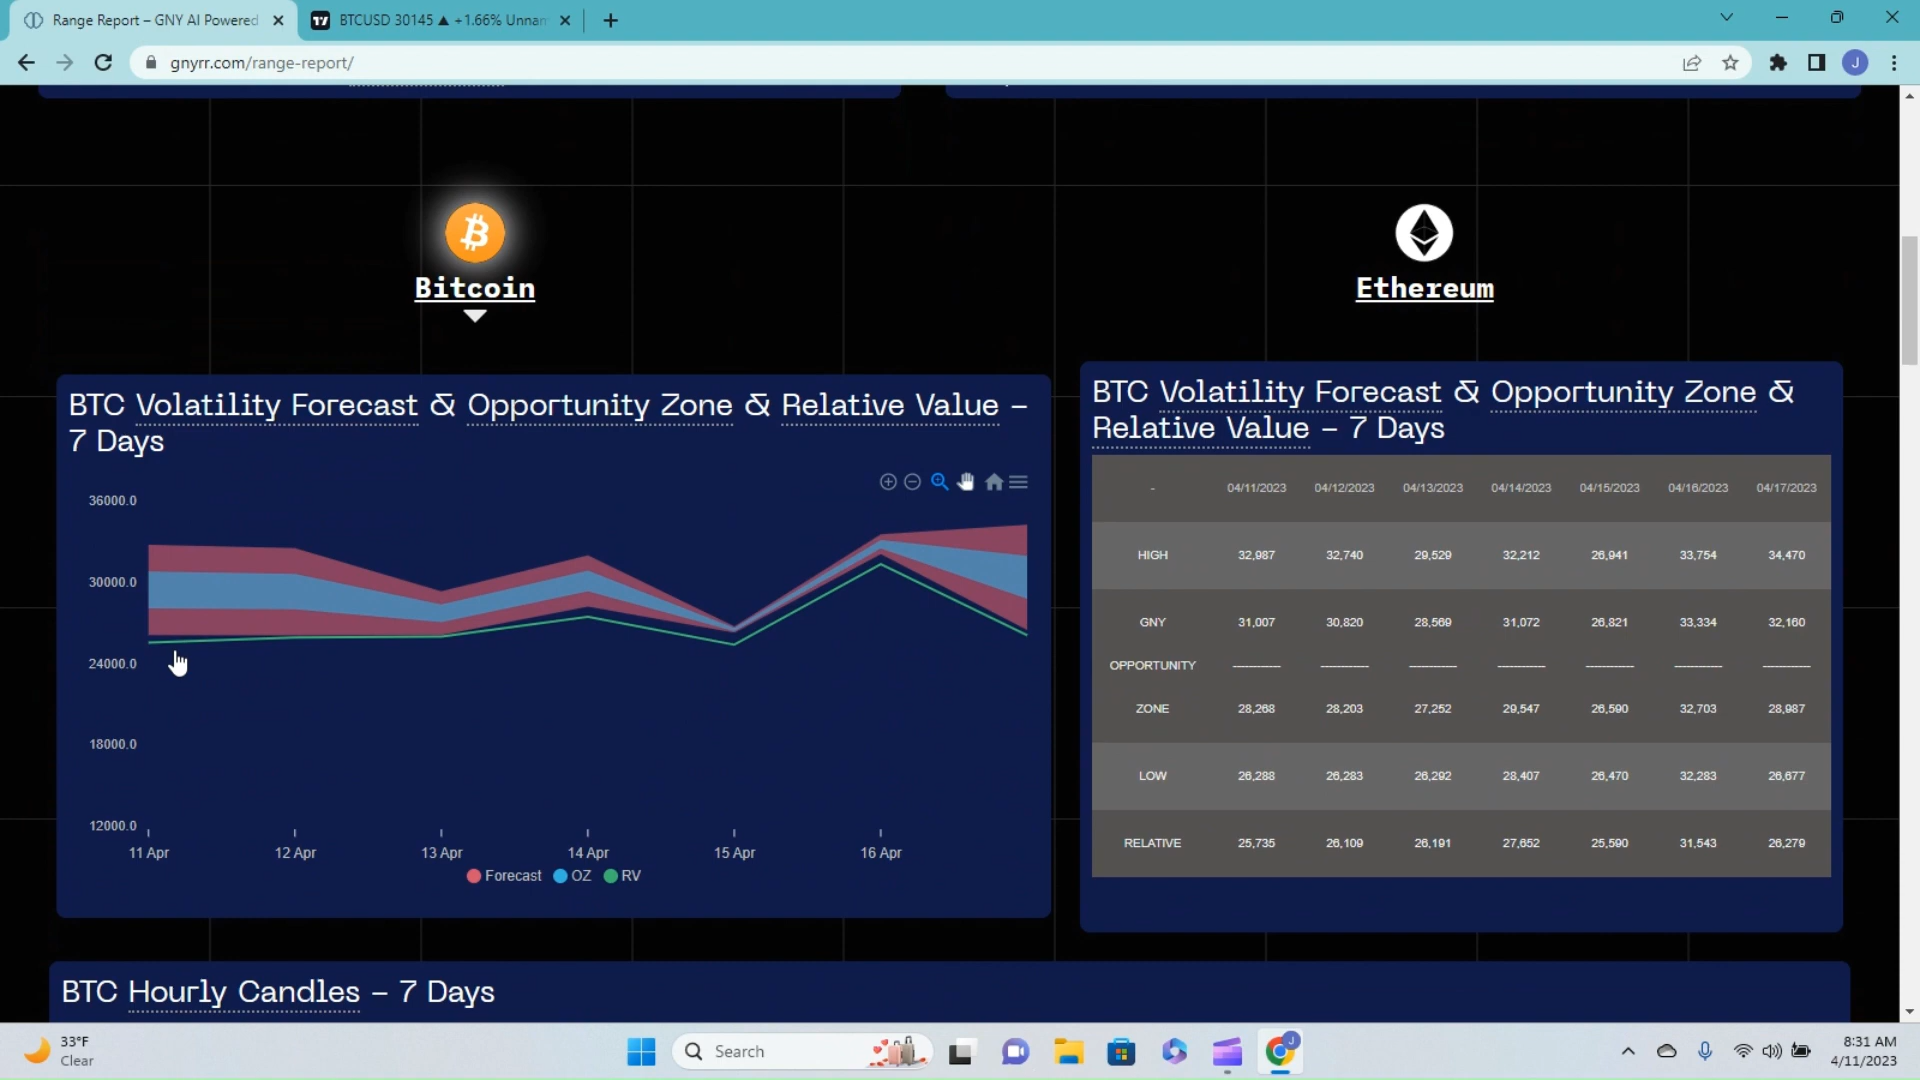 Range Report – GNY AI Powered
BTCUSD 30145 ▲ +1.66% Unnan
gnyrr.com/range-report/
J
Bitcoin
Ethereum
BTC Volatility Forecast & Opportunity Zone & Relative Value –
7 Days
36000.0
30000.0
24000.0
18000.0
12000.0
11 Apr 12 Apr 13 Apr 14 Apr 15 Apr 16 Apr
Forecast OZ RV
BTC Volatility Forecast & Opportunity Zone &
Relative Value – 7 Days
- 04/11/2023 04/12/2023 04/13/2023 04/14/2023 04/15/2023 04/16/2023 04/17/2023
HIGH 32,987 32,740 29,529 32,212 26,941 33,754 34,470
GNY 31,007 30,820 28,569 31,072 26,821 33,334 32,160
OPPORTUNITY ------------ ------------ ------------ ------------ ------------ ------------ ------------
ZONE 28,268 28,203 27,252 29,547 26,590 32,703 28,987
LOW 26,288 26,283 26,292 28,407 26,470 32,283 26,677
RELATIVE 25,735 26,109 26,191 27,652 25,590 31,543 26,279
BTC Hourly Candles – 7 Days
33°F
Clear
Search
J
8:31 AM
4/11/2023